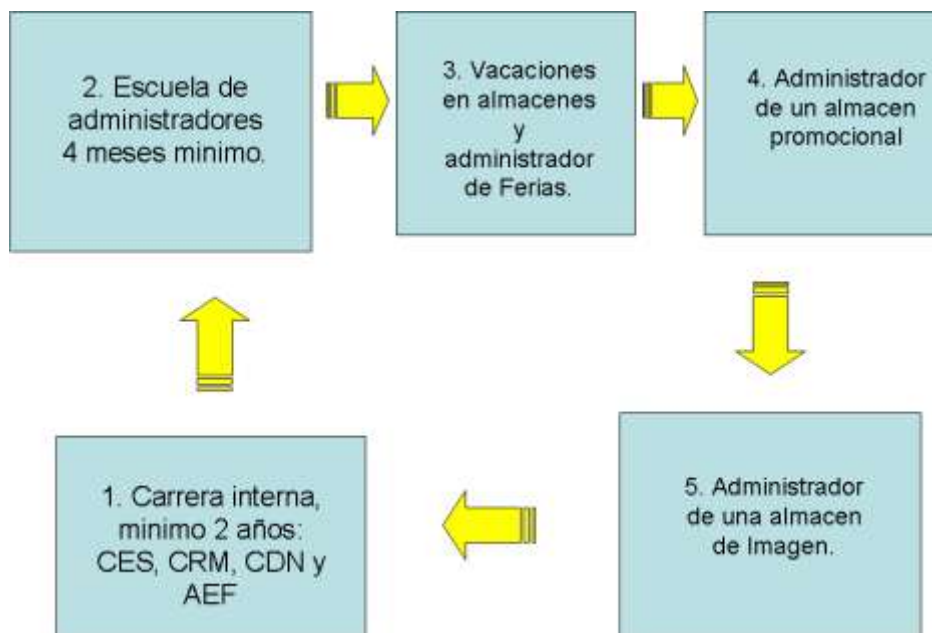 2. Escuela de
administradores
4 meses minimo.
3. Vacaciones
en almacenes
y
administrador
de Ferias.
4. Administrador
de un almacen
promocional
1. Carrera interna,
minimo 2 años:
CES, CRM, CDN y
AEF
5. Administrador
de una almacen
de Imagen.